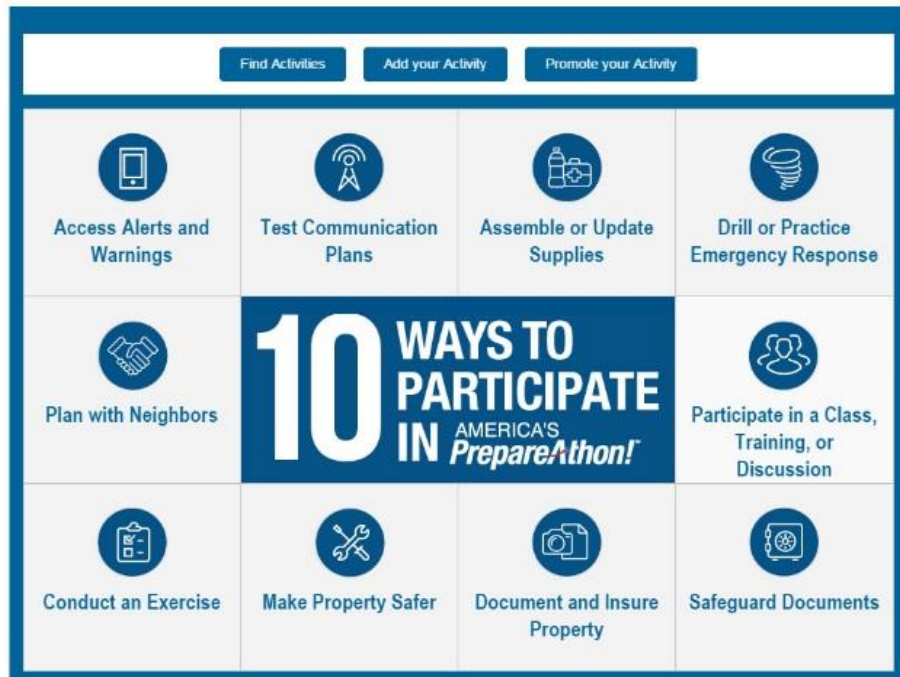 Find Activities
Add your Activity
Promote your Activity
Access Alerts and
Warnings
Test Communication
Plans
Assemble or Update
Supplies
Drill or Practice
Emergency Response
Plan with Neighbors
10
WAYS TO
PARTICIPATE
IN AMERICA'S
PrepareAthon!
Participate in a Class,
Training, or
Discussion
Conduct an Exercise
Make Property Safer
Document and Insure
Property
Safeguard Documents